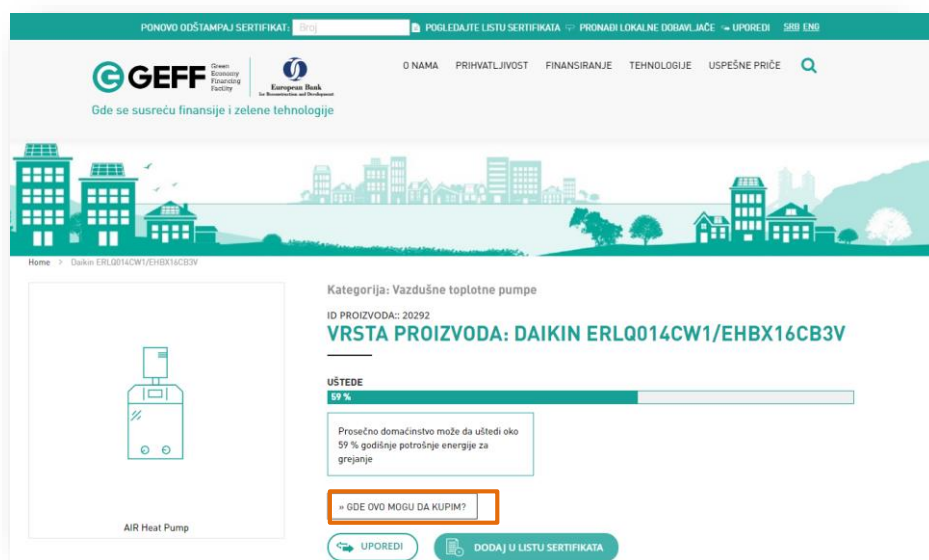 PONOVO ODŠTAMPAJ SERTIFIKAT: Broj POGLEDAJTE LISTU SERTIFIKATA PRONAĐI LOKALNE DOBAVLJAČE UPOREDI SRB ENG
GEFF Green Economy Financing Facility
European Bank
for Reconstruction and Development
O NAMA PRIHVATLJIVOST FINANSIRANJE TEHNOLOGIJE USPEŠNE PRIČE
Gde se susreću finansije i zelene tehnologije
Home > Daikin ERLQ014CW1/EHBX16CB3V
Kategorija: Vazdušne toplotne pumpe
ID PROIZVODA:: 20292
VRSTA PROIZVODA: DAIKIN ERLQ014CW1/EHBX16CB3V
UŠTEDE
59 %
Prosečno domaćinstvo može da uštedi oko
59 % godišnje potrošnje energije za
grejanje
» GDE OVO MOGU DA KUPIM?
AIR Heat Pump
UPOREDI
DODAJ U LISTU SERTIFIKATA